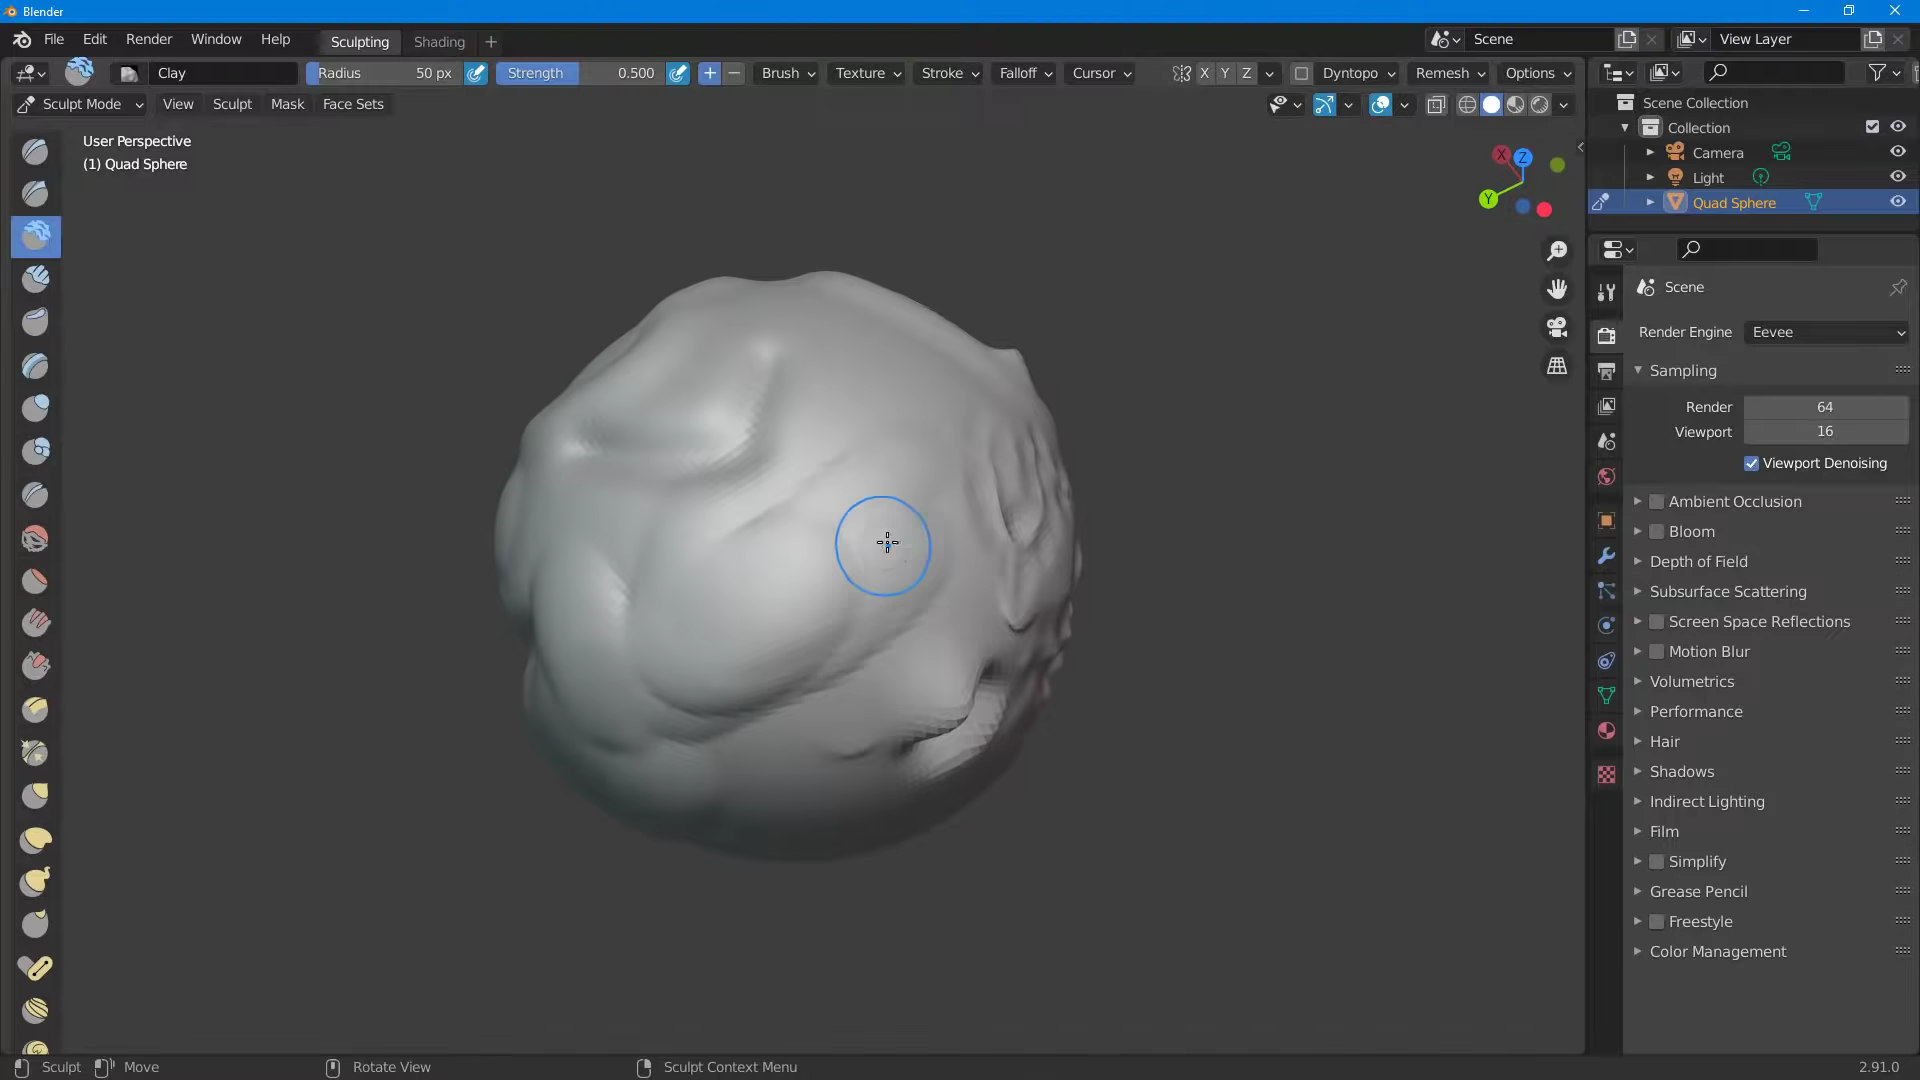 Blender
File Edit Render Window Help Sculpting Shading + Scene View Layer
Clay Radius 50 px Strength 0.500 + − Brush Texture Stroke Falloff Cursor X Y Z Dyntopo Remesh Options
Sculpt Mode View Sculpt Mask Face Sets
User Perspective
(1) Quad Sphere
X Z
Y
Scene Collection
Collection
Camera
Light
Quad Sphere
Scene
Render Engine Eevee
Sampling
Render 64
Viewport 16
Viewport Denoising
Ambient Occlusion
Bloom
Depth of Field
Subsurface Scattering
Screen Space Reflections
Motion Blur
Volumetrics
Performance
Hair
Shadows
Indirect Lighting
Film
Simplify
Grease Pencil
Freestyle
Color Management
Sculpt Move Rotate View Sculpt Context Menu 2.91.0